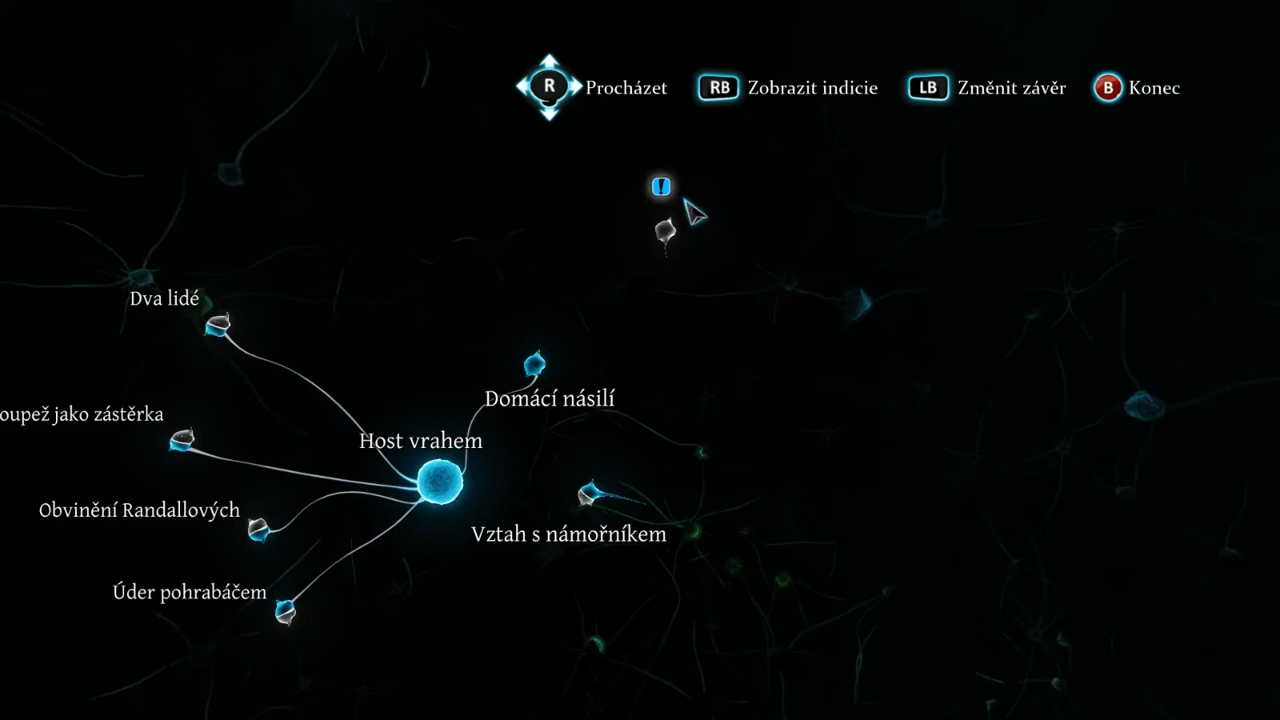 R Procházet RB Zobrazit indicie LB Změnit závěr B Konec
!
Dva lidé
Domácí násilí
oupež jako zástěrka
Host vrahem
Obvinění Randallových
Vztah s námořníkem
Úder pohrabáčem